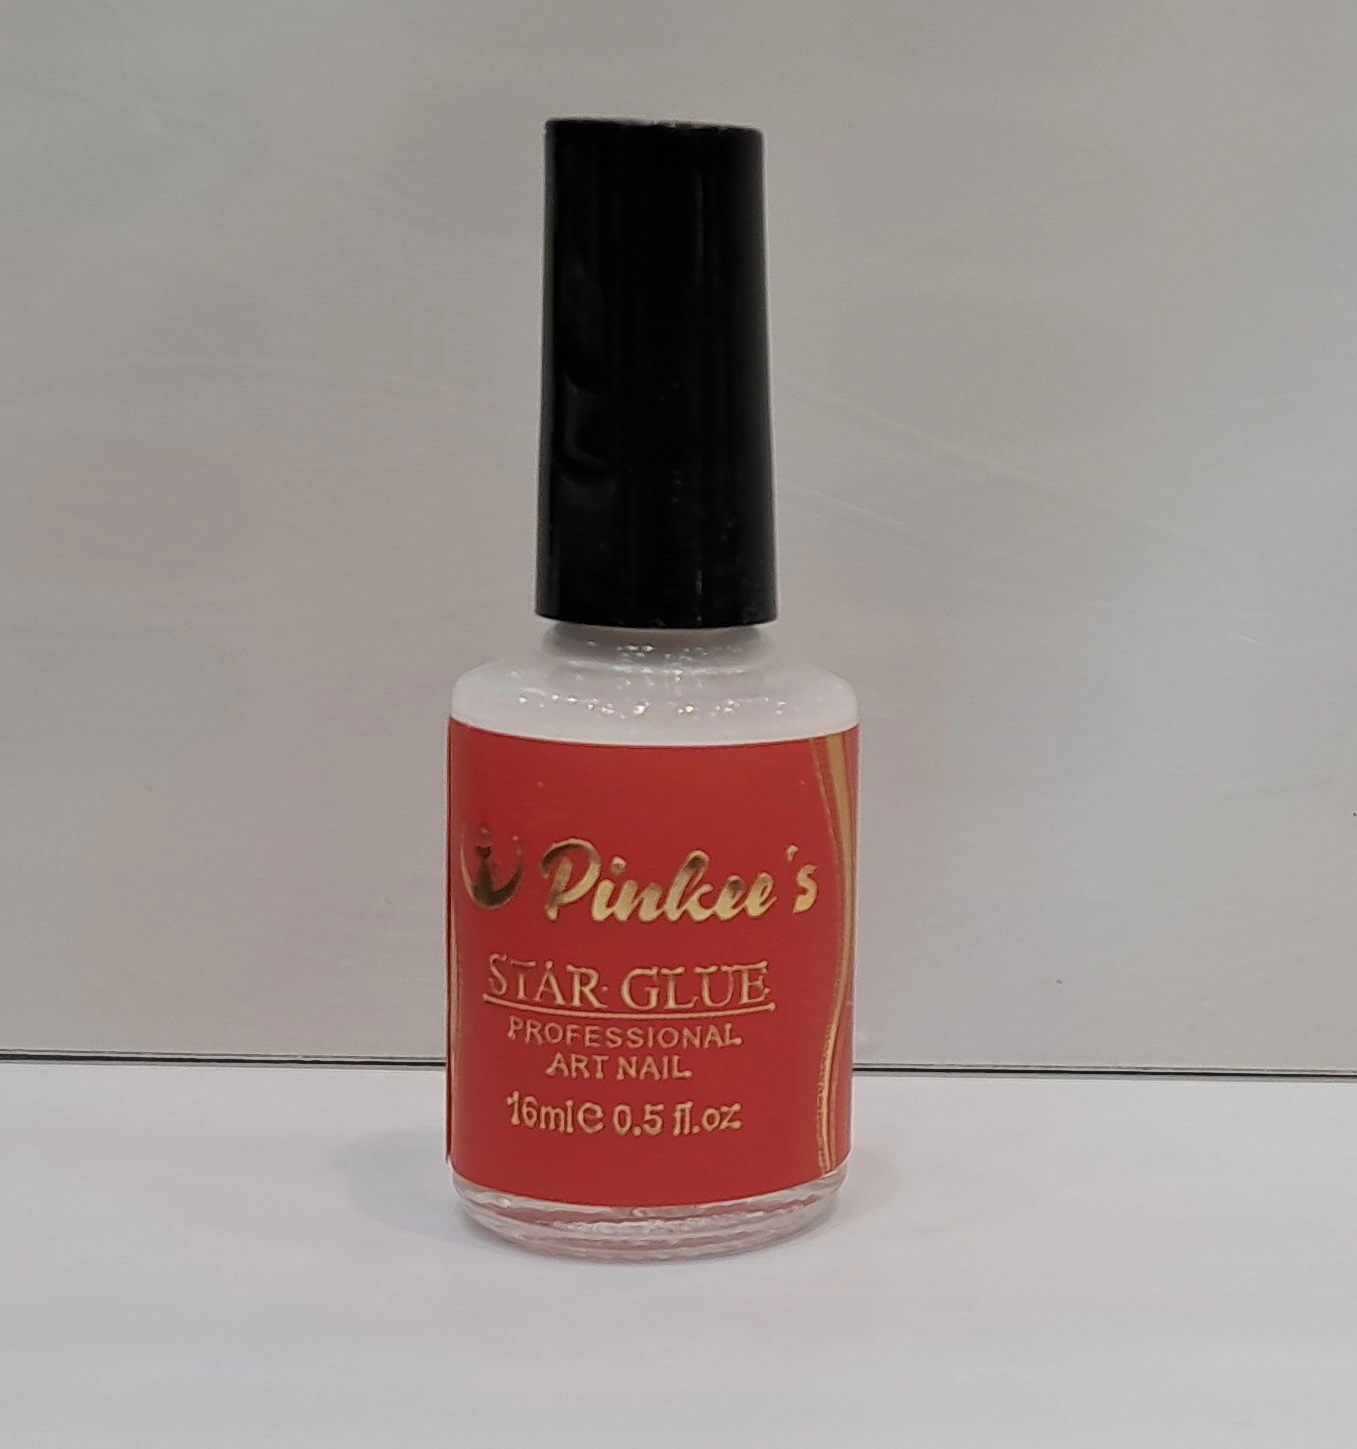 Pinkee's
STAR GLUE
PROFESSIONAL
ART NAIL
16ml℮ 0.5 fl.oz